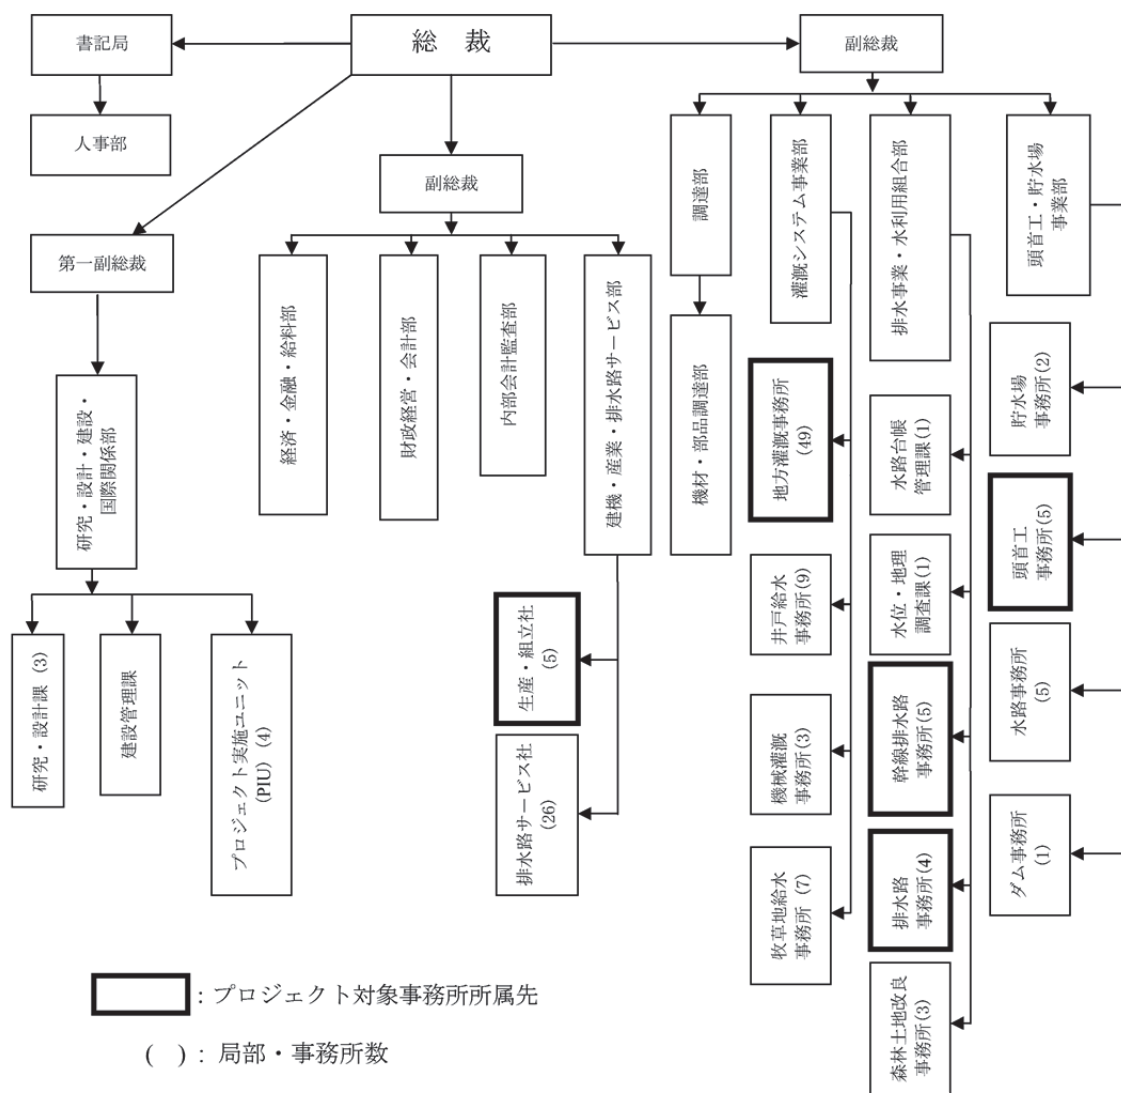 書記局
総 裁
副総裁
人事部
副総裁
第一副総裁
調達部
灌漑システム事業部
排水事業・水利用組合部
頭首工・貯水場
事業部
経済・金融・給料部
財政経営・会計部
内部会計監査部
建機・産業・排水路サービス部
機材・部品調達部
研究・設計・建設・
国際関係部
地方灌漑事務所
(49)
水路台帳
管理課(1)
貯水場
事務所(2)
頭首工
事務所(5)
井戸給水
事務所(9)
水位・地理
調査課(1)
生産・組立社
(5)
研究・設計課 (3)
建設管理課
プロジェクト実施ユニット
(PIU) (4)
排水路サービス社
(26)
機械灌漑
事務所(3)
幹線排水路
事務所(5)
水路事務所
(5)
牧草地給水
事務所 (7)
排水路
事務所(4)
ダム事務所
(1)
森林土地改良
事務所(3)
：プロジェクト対象事務所所属先
( )：局部・事務所数